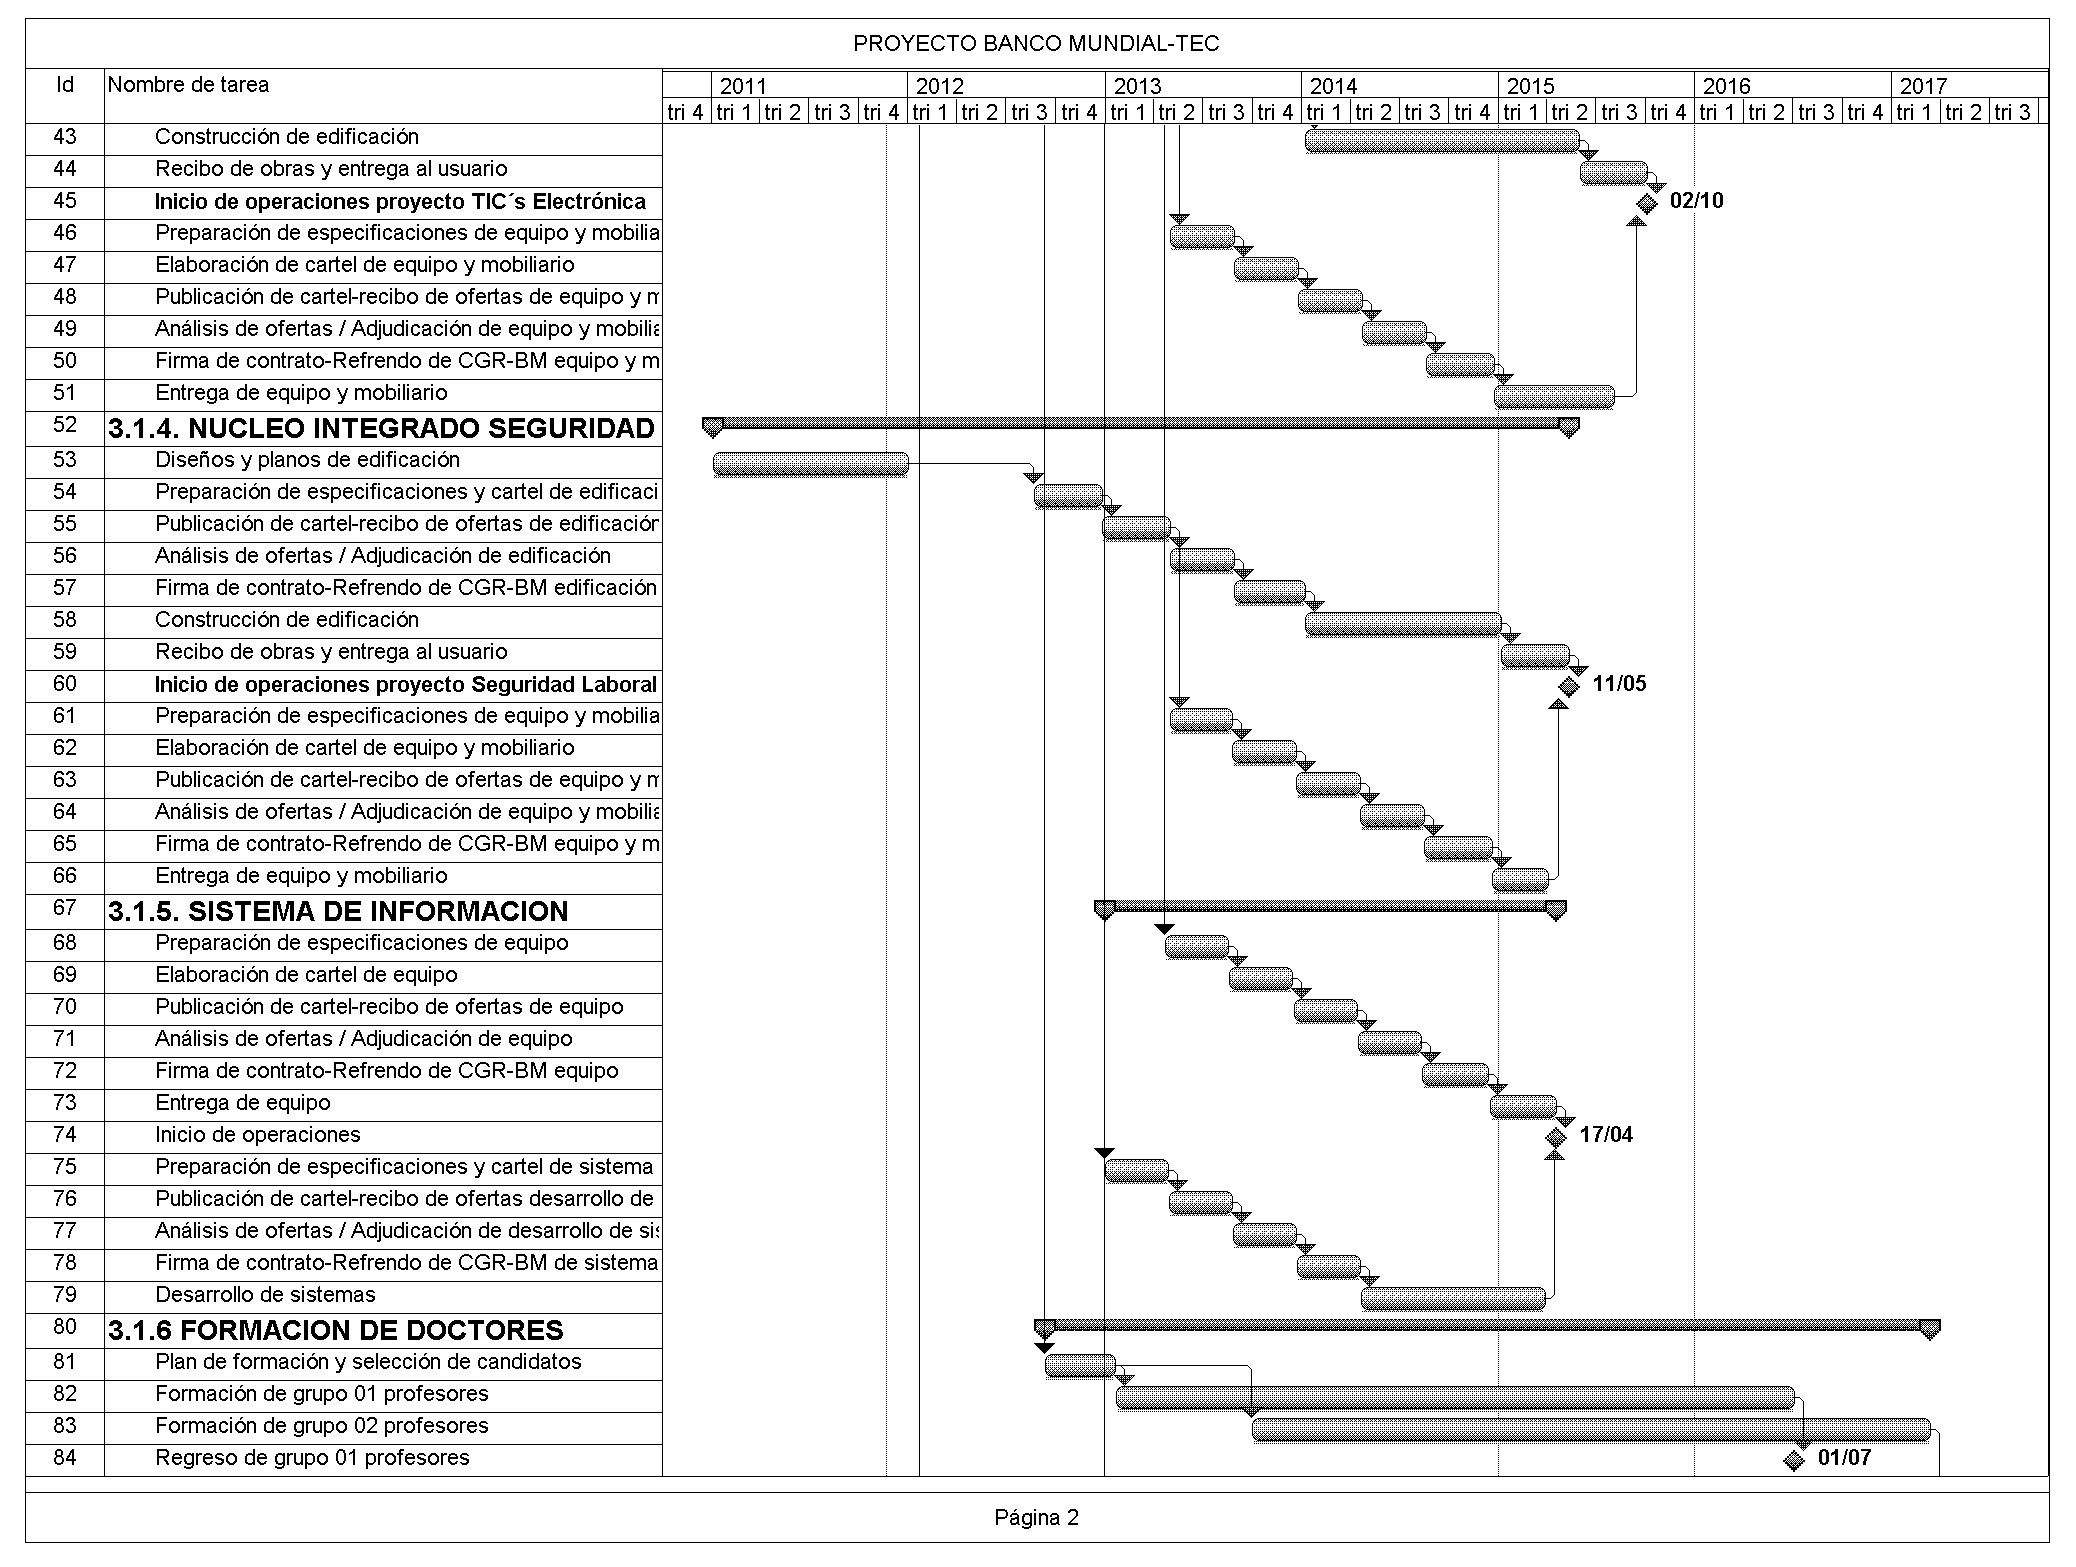 PROYECTO BANCO MUNDIAL-TEC
Id Nombre de tarea 2011 2012 2013 2014 2015 2016 2017
tri 4 tri 1 tri 2 tri 3 tri 4 tri 1 tri 2 tri 3 tri 4 tri 1 tri 2 tri 3 tri 4 tri 1 tri 2 tri 3 tri 4 tri 1 tri 2 tri 3 tri 4 tri 1 tri 2 tri 3 tri 4 tri 1 tri 2 tri 3
43 Construcción de edificación
44 Recibo de obras y entrega al usuario
45 Inicio de operaciones proyecto TIC´s Electrónica 02/10
46 Preparación de especificaciones de equipo y mobilia
47 Elaboración de cartel de equipo y mobiliario
48 Publicación de cartel-recibo de ofertas de equipo y m
49 Análisis de ofertas / Adjudicación de equipo y mobilia
50 Firma de contrato-Refrendo de CGR-BM equipo y m
51 Entrega de equipo y mobiliario
52 3.1.4. NUCLEO INTEGRADO SEGURIDAD
53 Diseños y planos de edificación
54 Preparación de especificaciones y cartel de edificaci
55 Publicación de cartel-recibo de ofertas de edificación
56 Análisis de ofertas / Adjudicación de edificación
57 Firma de contrato-Refrendo de CGR-BM edificación
58 Construcción de edificación
59 Recibo de obras y entrega al usuario
60 Inicio de operaciones proyecto Seguridad Laboral 11/05
61 Preparación de especificaciones de equipo y mobilia
62 Elaboración de cartel de equipo y mobiliario
63 Publicación de cartel-recibo de ofertas de equipo y m
64 Análisis de ofertas / Adjudicación de equipo y mobilia
65 Firma de contrato-Refrendo de CGR-BM equipo y m
66 Entrega de equipo y mobiliario
67 3.1.5. SISTEMA DE INFORMACION
68 Preparación de especificaciones de equipo
69 Elaboración de cartel de equipo
70 Publicación de cartel-recibo de ofertas de equipo
71 Análisis de ofertas / Adjudicación de equipo
72 Firma de contrato-Refrendo de CGR-BM equipo
73 Entrega de equipo
74 Inicio de operaciones 17/04
75 Preparación de especificaciones y cartel de sistema
76 Publicación de cartel-recibo de ofertas desarrollo de
77 Análisis de ofertas / Adjudicación de desarrollo de sis
78 Firma de contrato-Refrendo de CGR-BM de sistema
79 Desarrollo de sistemas
80 3.1.6 FORMACION DE DOCTORES
81 Plan de formación y selección de candidatos
82 Formación de grupo 01 profesores
83 Formación de grupo 02 profesores
84 Regreso de grupo 01 profesores 01/07
Página 2